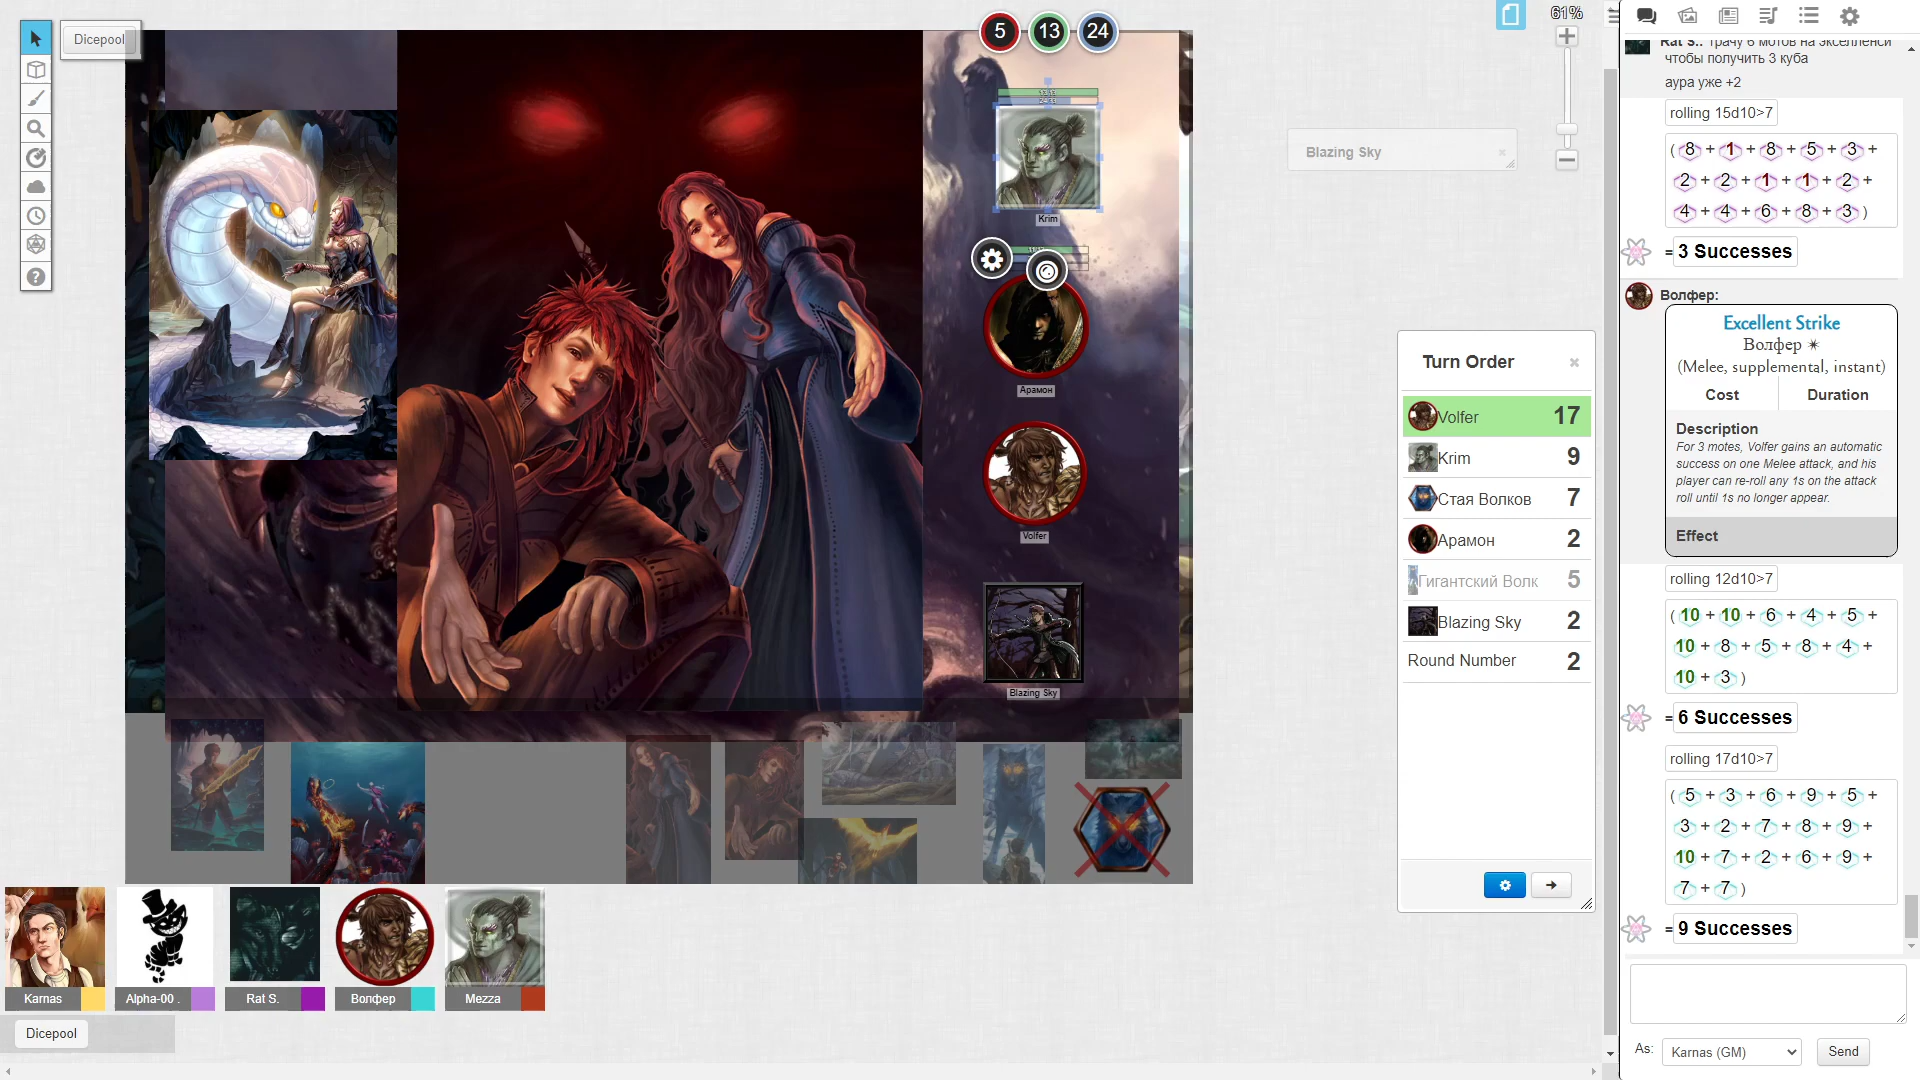 Dicepool
5 13 24
61%
Krim
Арамон
Volfer
Blazing Sky
Blazing Sky ×
Turn Order ×
Volfer 17
Krim 9
Стая Волков 7
Арамон 2
Гигантский Волк 5
Blazing Sky 2
Round Number 2
Karnas
Alpha-00 .
Rat S.
Волфер
Mezza
Dicepool
Rat S.: трачу 6 мотов на экселленси
чтобы получить 3 куба
аура уже +2
rolling 15d10>7
( 8 + 1 + 8 + 5 + 3 +
2 + 2 + 1 + 1 + 2 +
4 + 4 + 6 + 8 + 3 )
= 3 Successes
Волфер:
Excellent Strike
Волфер ✴
(Melee, supplemental, instant)
Cost Duration
Description
For 3 motes, Volfer gains an automatic
success on one Melee attack, and his
player can re-roll any 1s on the attack
roll until 1s no longer appear.
Effect
rolling 12d10>7
( 10 + 10 + 6 + 4 + 5 +
10 + 8 + 5 + 8 + 4 +
10 + 3 )
= 6 Successes
rolling 17d10>7
( 5 + 3 + 6 + 9 + 5 +
3 + 2 + 7 + 8 + 9 +
10 + 7 + 2 + 6 + 9 +
7 + 7 )
= 9 Successes
As: Karnas (GM) Send